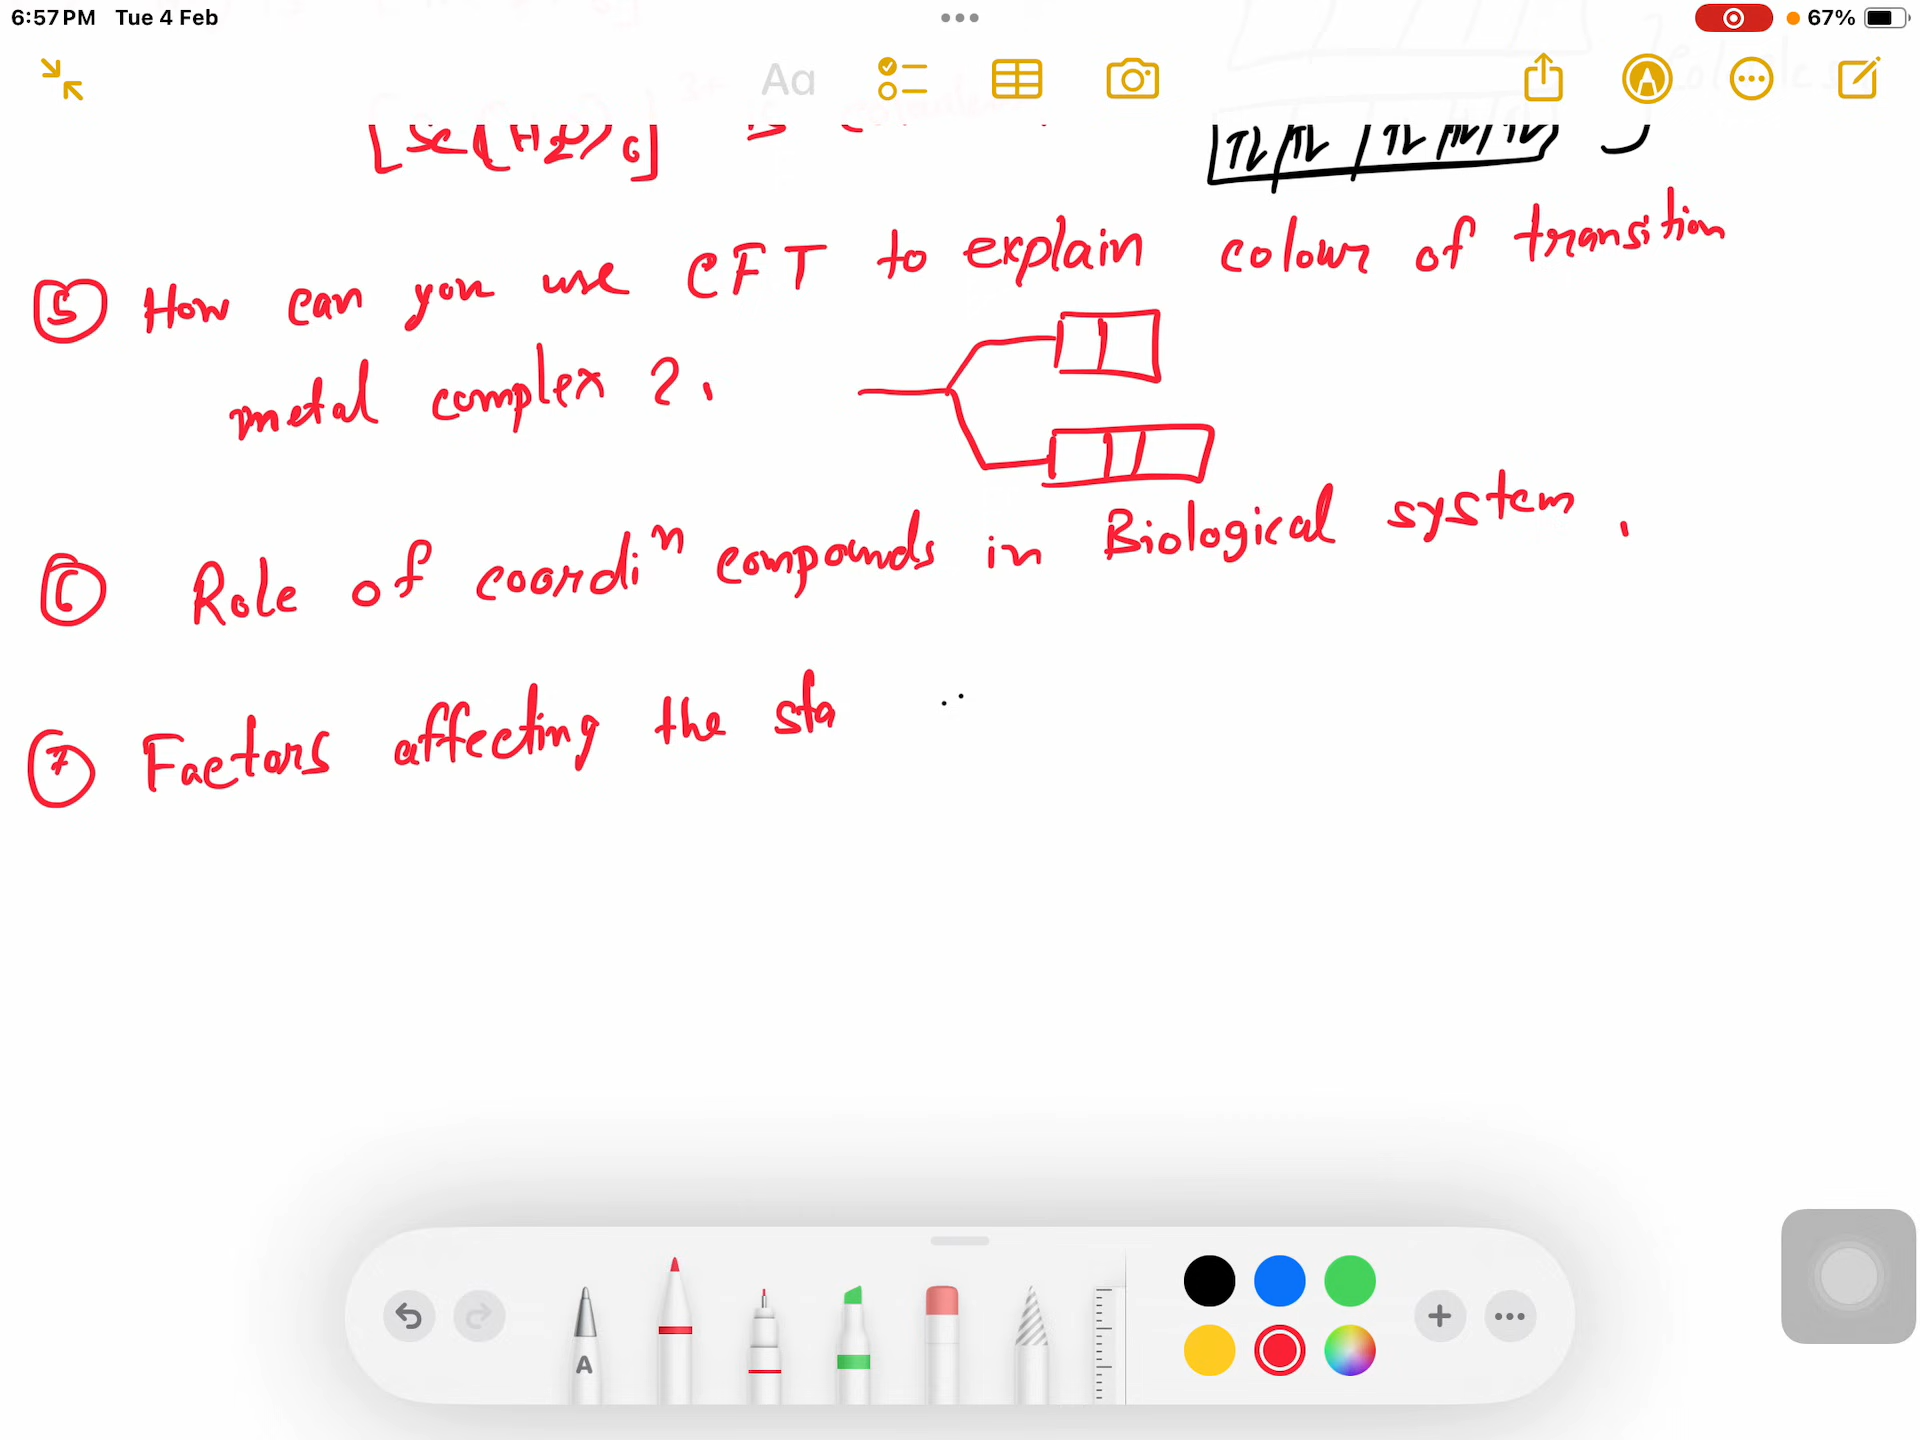 6:57 PM Tue 4 Feb
67%
Aa
⑤ How can you use CFT to explain colour of transition
metal complex ?.
⑥ Role of coordiⁿ compounds in Biological system.
⑦ Factors affecting the sta
A